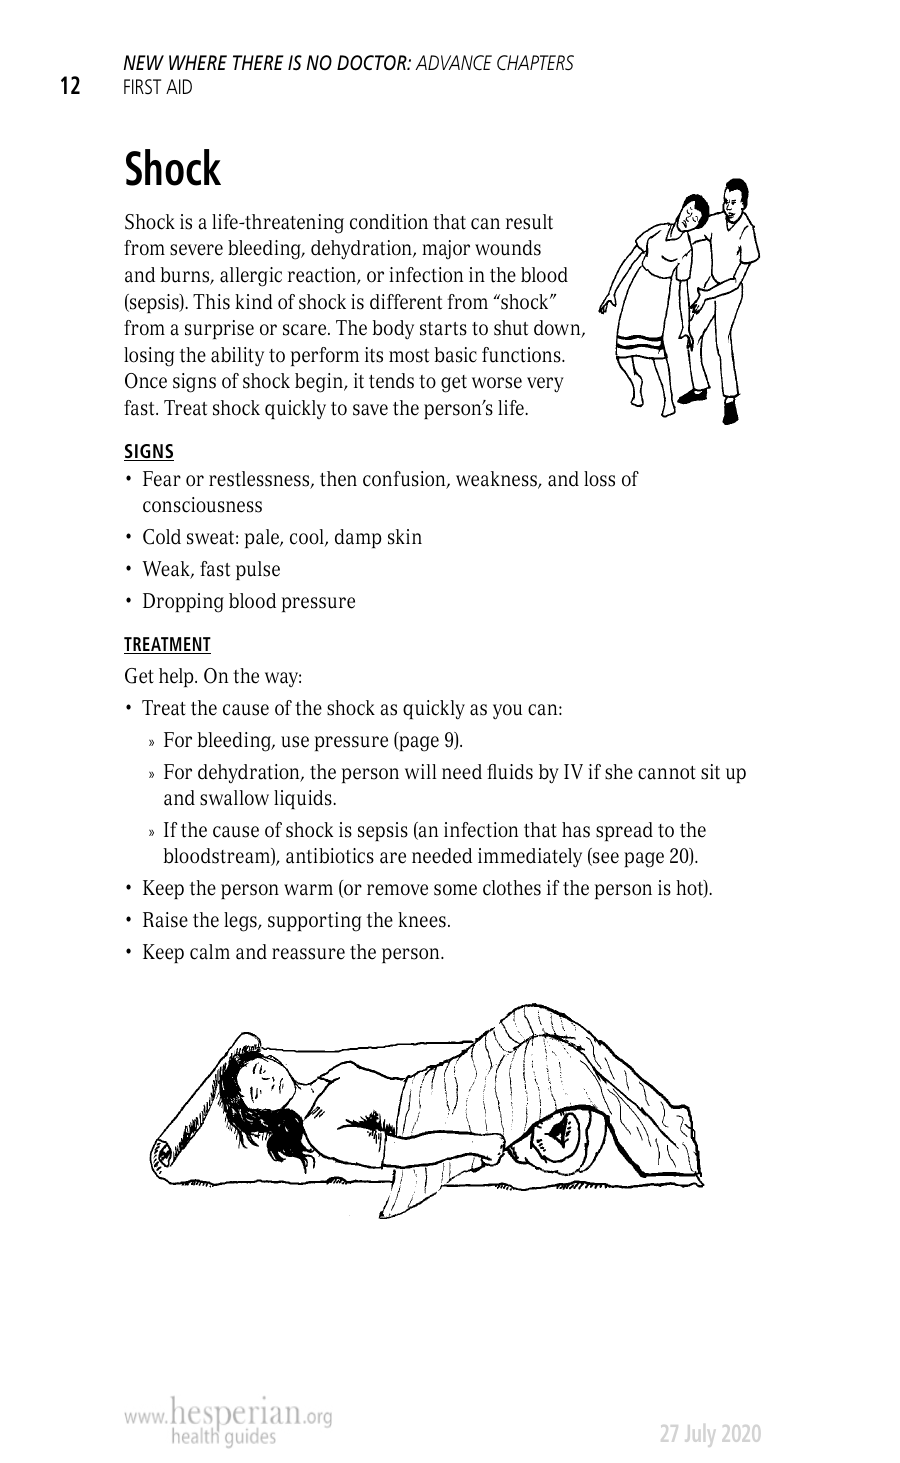 NEW WHERE THERE IS NO DOCTOR: ADVANCE CHAPTERS
12 FIRST AID
Shock
Shock is a life-threatening condition that can result
from severe bleeding, dehydration, major wounds
and burns, allergic reaction, or infection in the blood
(sepsis). This kind of shock is different from “shock”
from a surprise or scare. The body starts to shut down,
losing the ability to perform its most basic functions.
Once signs of shock begin, it tends to get worse very
fast. Treat shock quickly to save the person’s life.
SIGNS
• Fear or restlessness, then confusion, weakness, and loss of
consciousness
• Cold sweat: pale, cool, damp skin
• Weak, fast pulse
• Dropping blood pressure
TREATMENT
Get help. On the way:
• Treat the cause of the shock as quickly as you can:
» For bleeding, use pressure (page 9).
» For dehydration, the person will need fluids by IV if she cannot sit up
and swallow liquids.
» If the cause of shock is sepsis (an infection that has spread to the
bloodstream), antibiotics are needed immediately (see page 20).
• Keep the person warm (or remove some clothes if the person is hot).
• Raise the legs, supporting the knees.
• Keep calm and reassure the person.
www.hesperian.org
health guides
27 July 2020